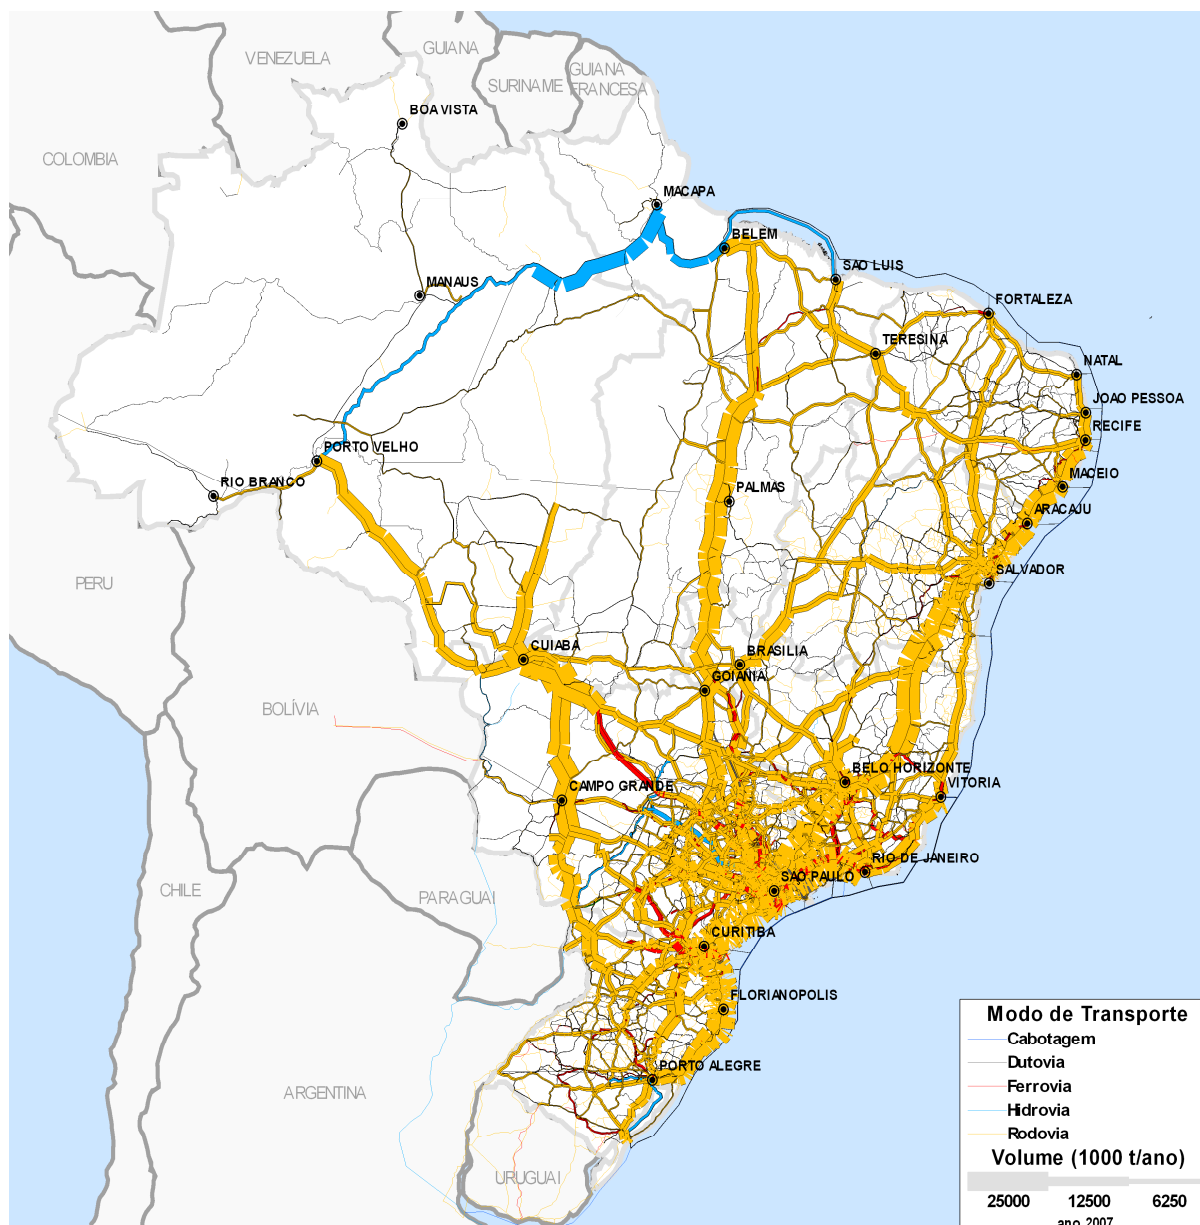 GUIANA
VENEZUELA
GUIANA
FRANCESA
SURINAME
BOA VISTA
COLOMBIA
MACAPA
BELEM
SAO LUIS
MANAUS
FORTALEZA
TERESINA
NATAL
JOAO PESSOA
RECIFE
PORTO VELHO
MACEIO
RIO BRANCO
PALMAS
ARACAJU
SALVADOR
PERU
CUIABA
BRASILIA
GOIANIA
BOLÍVIA
BELO HORIZONTE
CAMPO GRANDE
VITORIA
RIO DE JANEIRO
SAO PAULO
CHILE
PARAGUAI
CURITIBA
FLORIANOPOLIS
PORTO ALEGRE
ARGENTINA
URUGUAI
Modo de Transporte
Cabotagem
Dutovia
Ferrovia
Hidrovia
Rodovia
Volume (1000 t/ano)
25000 12500 6250
ano 2007